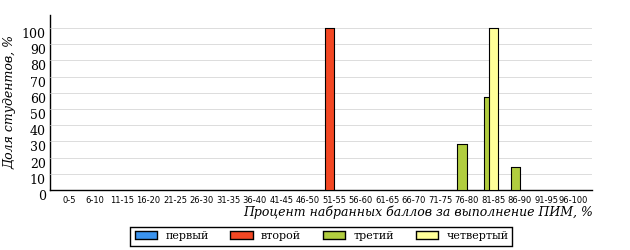 Доля студентов, %
100
90
80
70
60
50
40
30
20
10
0
0-5 6-10 11-15 16-20 21-25 26-30 31-35 36-40 41-45 46-50 51-55 56-60 61-65 66-70 71-75 76-80 81-85 86-90 91-95 96-100
Процент набранных баллов за выполнение ПИМ, %
первый второй третий четвертый